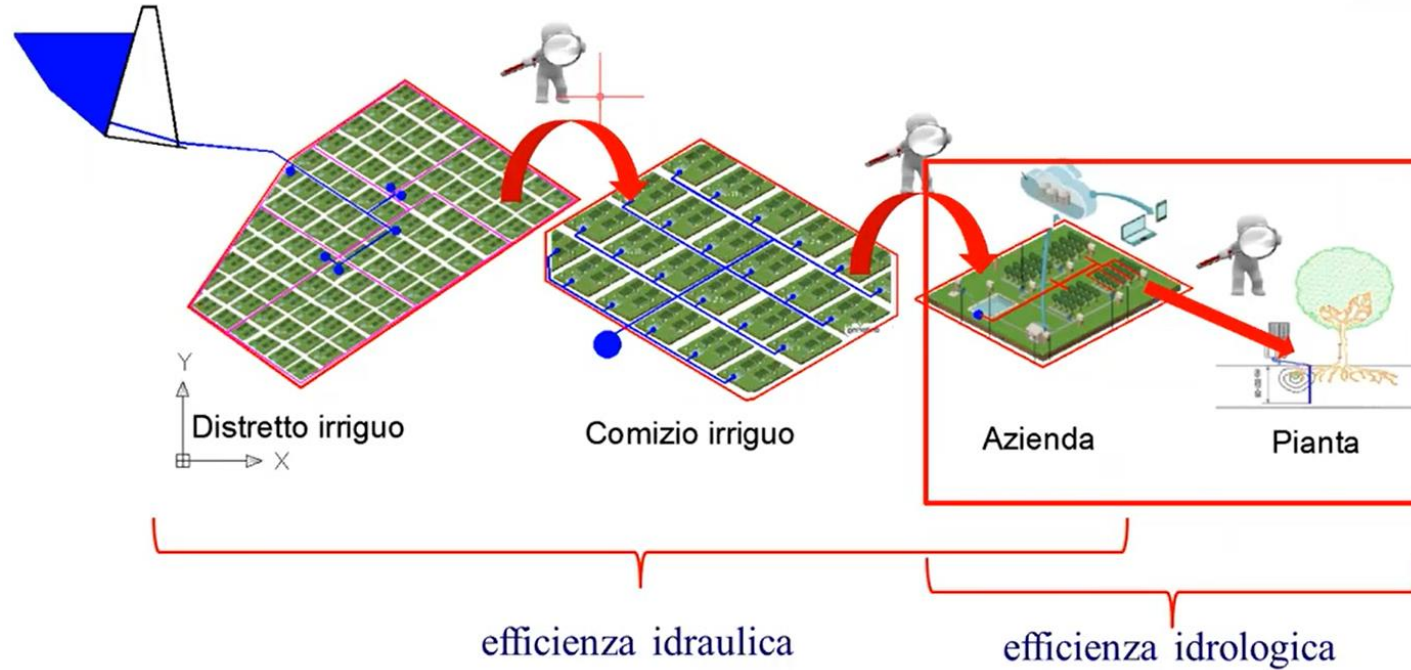 Y
X
Distretto irriguo
Comizio irriguo
Azienda
Pianta
efficienza idraulica
efficienza idrologica